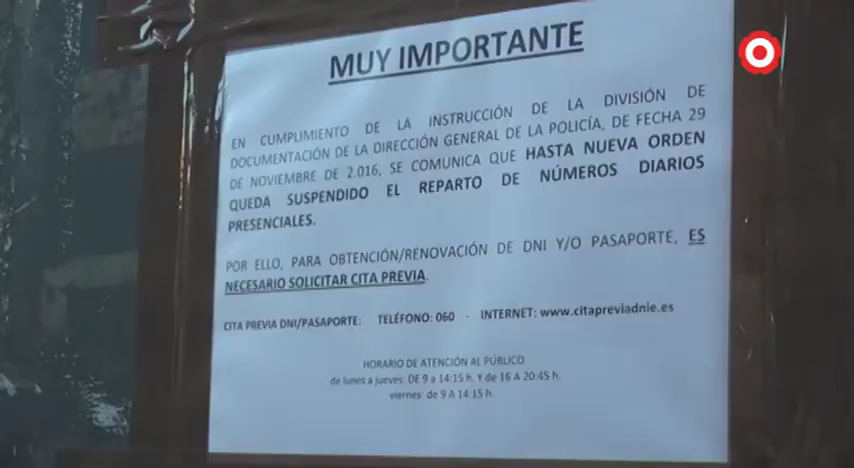 MUY IMPORTANTE
EN CUMPLIMIENTO DE LA INSTRUCCIÓN DE LA DIVISIÓN DE
DOCUMENTACIÓN DE LA DIRECCIÓN GENERAL DE LA POLICÍA, DE FECHA 29
DE NOVIEMBRE DE 2.016, SE COMUNICA QUE HASTA NUEVA ORDEN
QUEDA SUSPENDIDO EL REPARTO DE NÚMEROS DIARIOS
PRESENCIALES.
POR ELLO, PARA OBTENCIÓN/RENOVACIÓN DE DNI Y/O PASAPORTE, ES
NECESARIO SOLICITAR CITA PREVIA.
CITA PREVIA DNI/PASAPORTE: TELÉFONO: 060 - INTERNET: www.citapreviadnie.es
HORARIO DE ATENCIÓN AL PÚBLICO
de lunes a jueves: DE 9 a 14:15 h. Y de 16 A 20:45 h.
viernes: de 9 A 14:15 h.